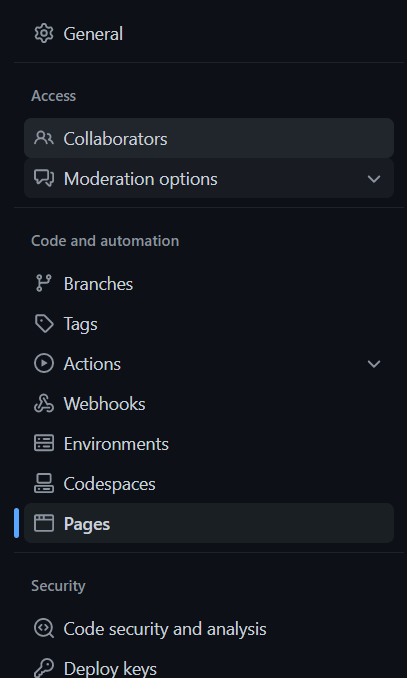 General
Access
Collaborators
Moderation options
Code and automation
Branches
Tags
Actions
Webhooks
Environments
Codespaces
Pages
Security
Code security and analysis
Deploy keys